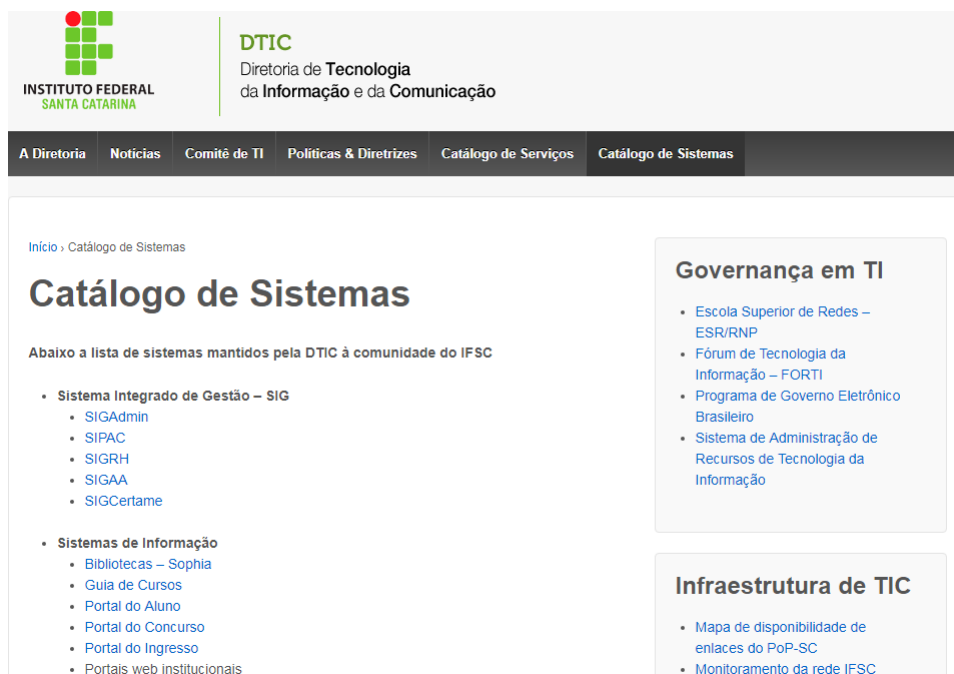 INSTITUTO FEDERAL
SANTA CATARINA
DTIC
Diretoria de Tecnologia
da Informação e da Comunicação
A Diretoria
Notícias
Comitê de TI
Políticas & Diretrizes
Catálogo de Serviços
Catálogo de Sistemas
Início › Catálogo de Sistemas
Catálogo de Sistemas
Abaixo a lista de sistemas mantidos pela DTIC à comunidade do IFSC
Sistema Integrado de Gestão – SIG
SIGAdmin
SIPAC
SIGRH
SIGAA
SIGCertame
Sistemas de Informação
Bibliotecas – Sophia
Guia de Cursos
Portal do Aluno
Portal do Concurso
Portal do Ingresso
Portais web institucionais
Governança em TI
Escola Superior de Redes –
ESR/RNP
Fórum de Tecnologia da
Informação – FORTI
Programa de Governo Eletrônico
Brasileiro
Sistema de Administração de
Recursos de Tecnologia da
Informação
Infraestrutura de TIC
Mapa de disponibilidade de
enlaces do PoP-SC
Monitoramento da rede IFSC